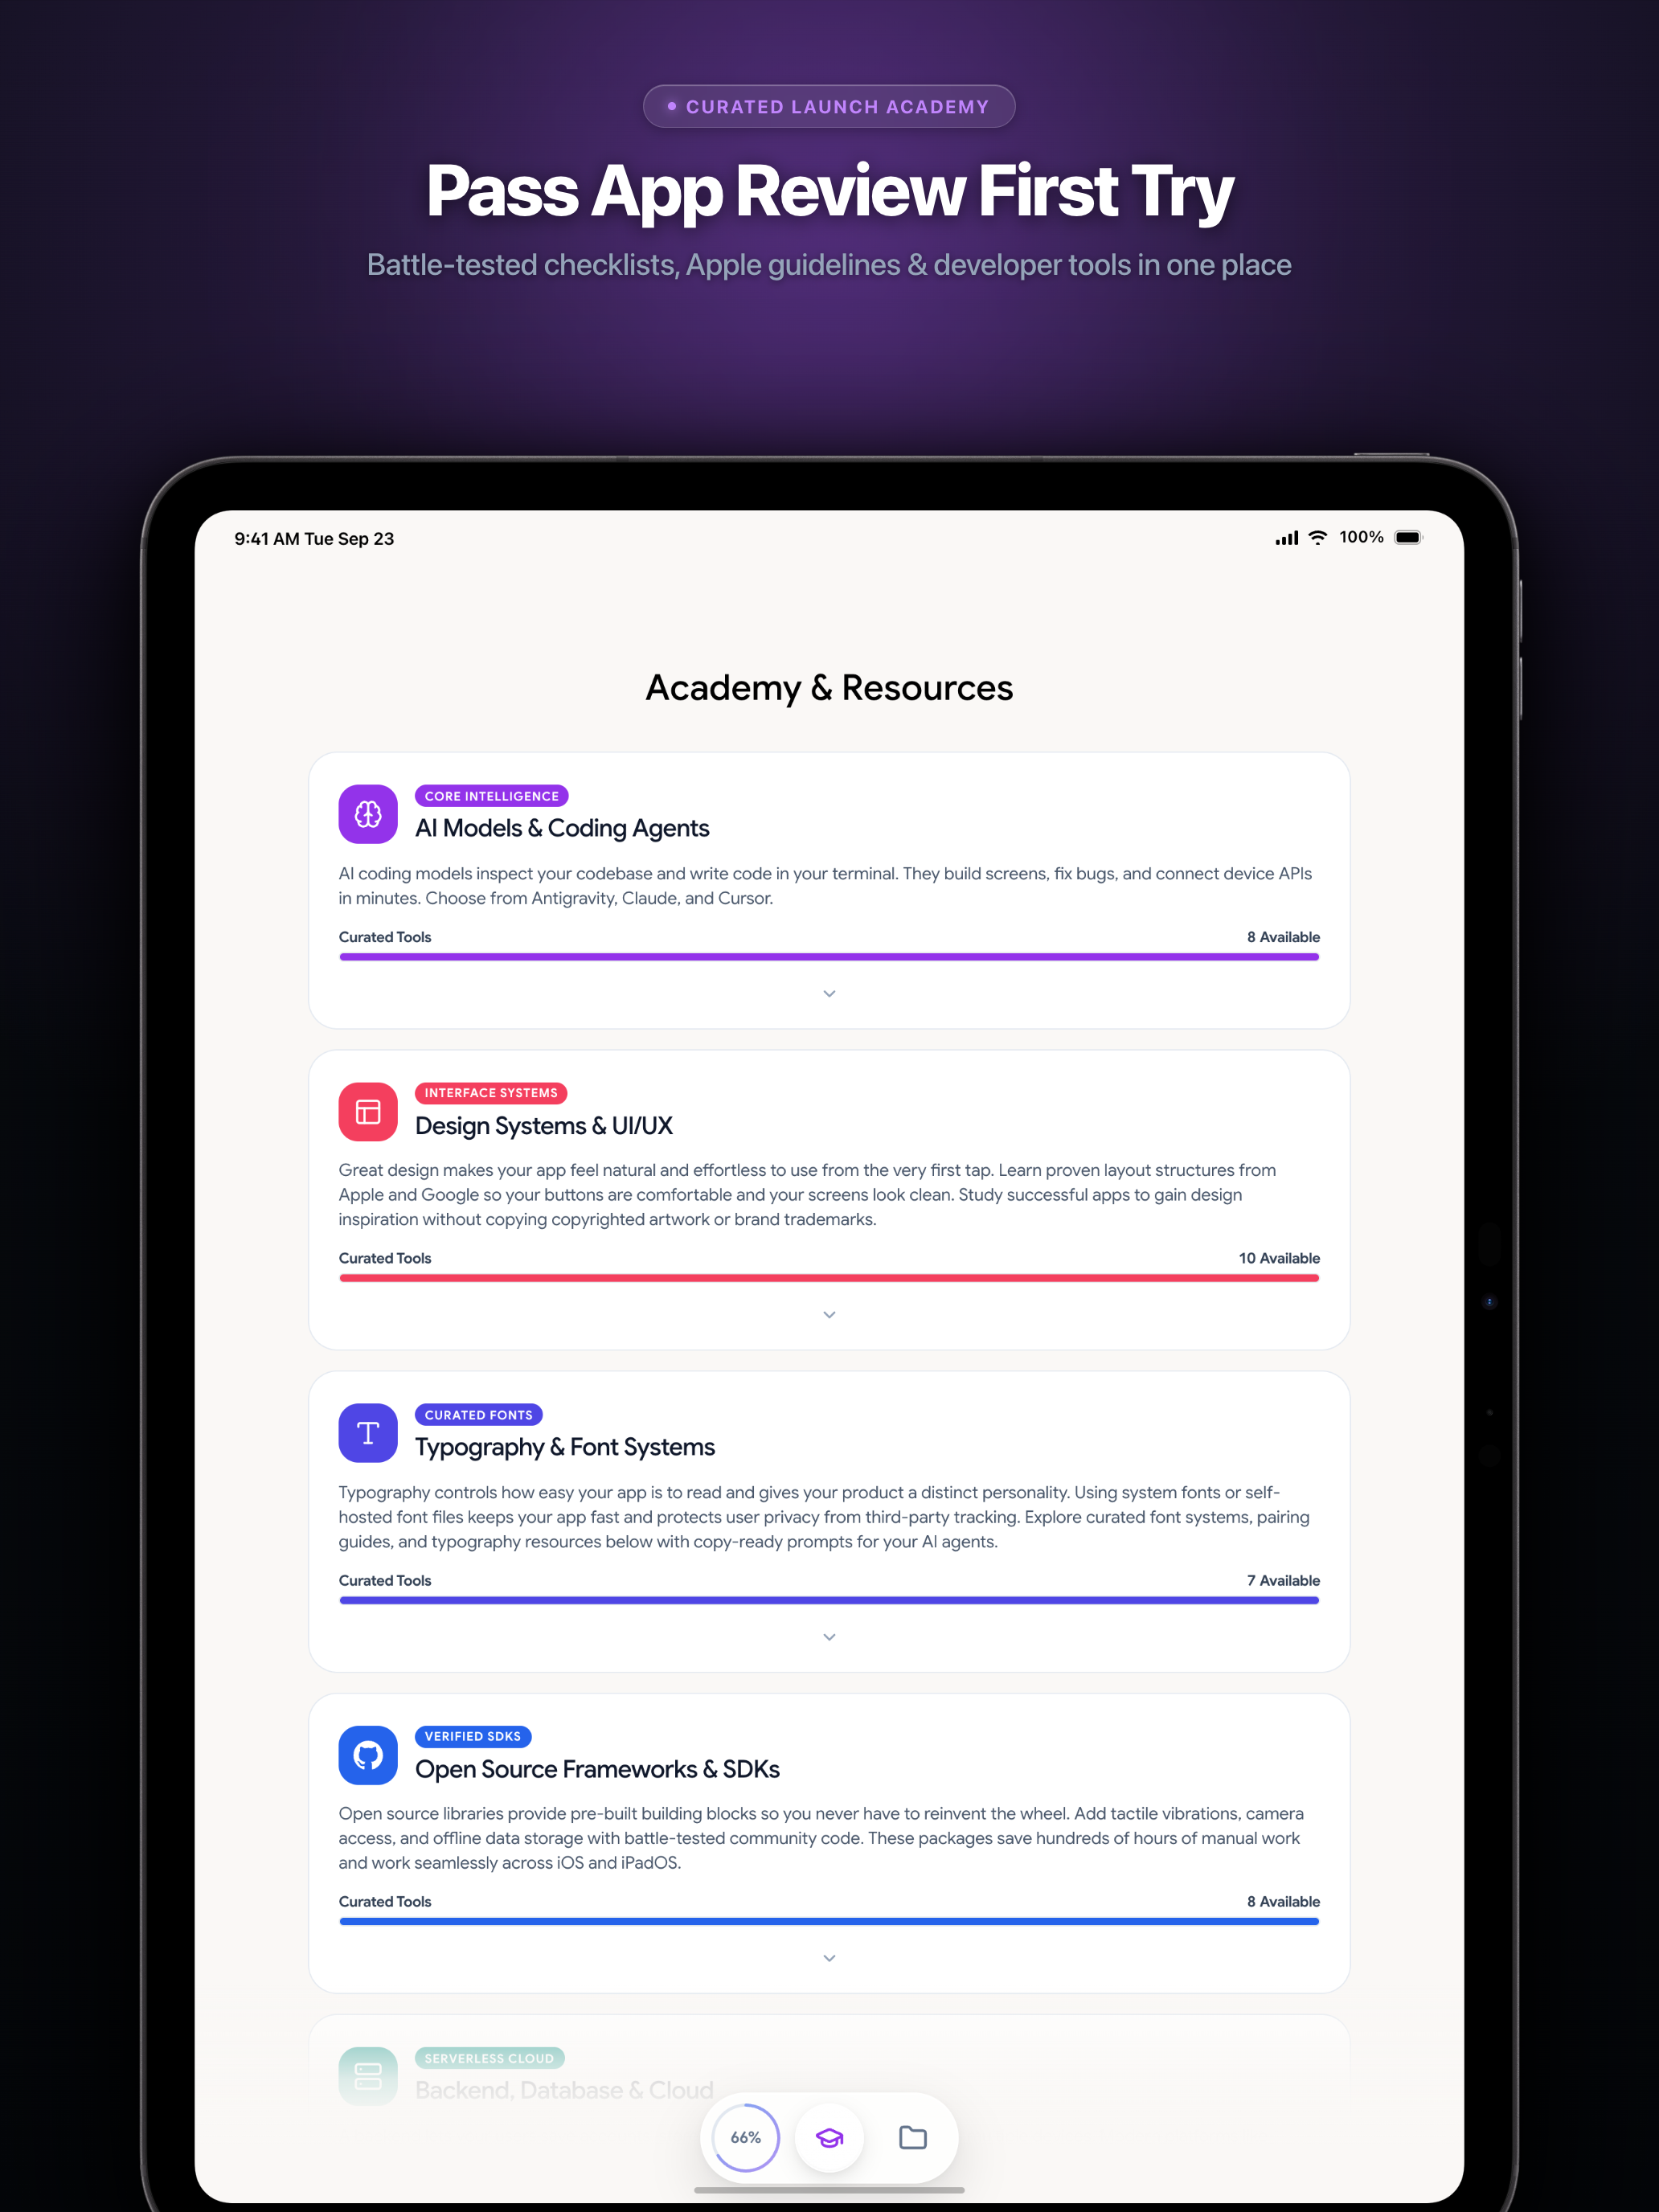 CURATED LAUNCH ACADEMY
Pass App Review First Try
Battle-tested checklists, Apple guidelines & developer tools in one place
9:41 AM Tue Sep 23
100%
Academy & Resources
CORE INTELLIGENCE
AI Models & Coding Agents
AI coding models inspect your codebase and write code in your terminal. They build screens, fix bugs, and connect device APIs
in minutes. Choose from Antigravity, Claude, and Cursor.
Curated Tools
8 Available
INTERFACE SYSTEMS
Design Systems & UI/UX
Great design makes your app feel natural and effortless to use from the very first tap. Learn proven layout structures from
Apple and Google so your buttons are comfortable and your screens look clean. Study successful apps to gain design
inspiration without copying copyrighted artwork or brand trademarks.
Curated Tools
10 Available
CURATED FONTS
Typography & Font Systems
Typography controls how easy your app is to read and gives your product a distinct personality. Using system fonts or self-
hosted font files keeps your app fast and protects user privacy from third-party tracking. Explore curated font systems, pairing
guides, and typography resources below with copy-ready prompts for your AI agents.
Curated Tools
7 Available
VERIFIED SDKS
Open Source Frameworks & SDKs
Open source libraries provide pre-built building blocks so you never have to reinvent the wheel. Add tactile vibrations, camera
access, and offline data storage with battle-tested community code. These packages save hundreds of hours of manual work
and work seamlessly across iOS and iPadOS.
Curated Tools
8 Available
SERVERLESS CLOUD
Backend, Database & Cloud
66%